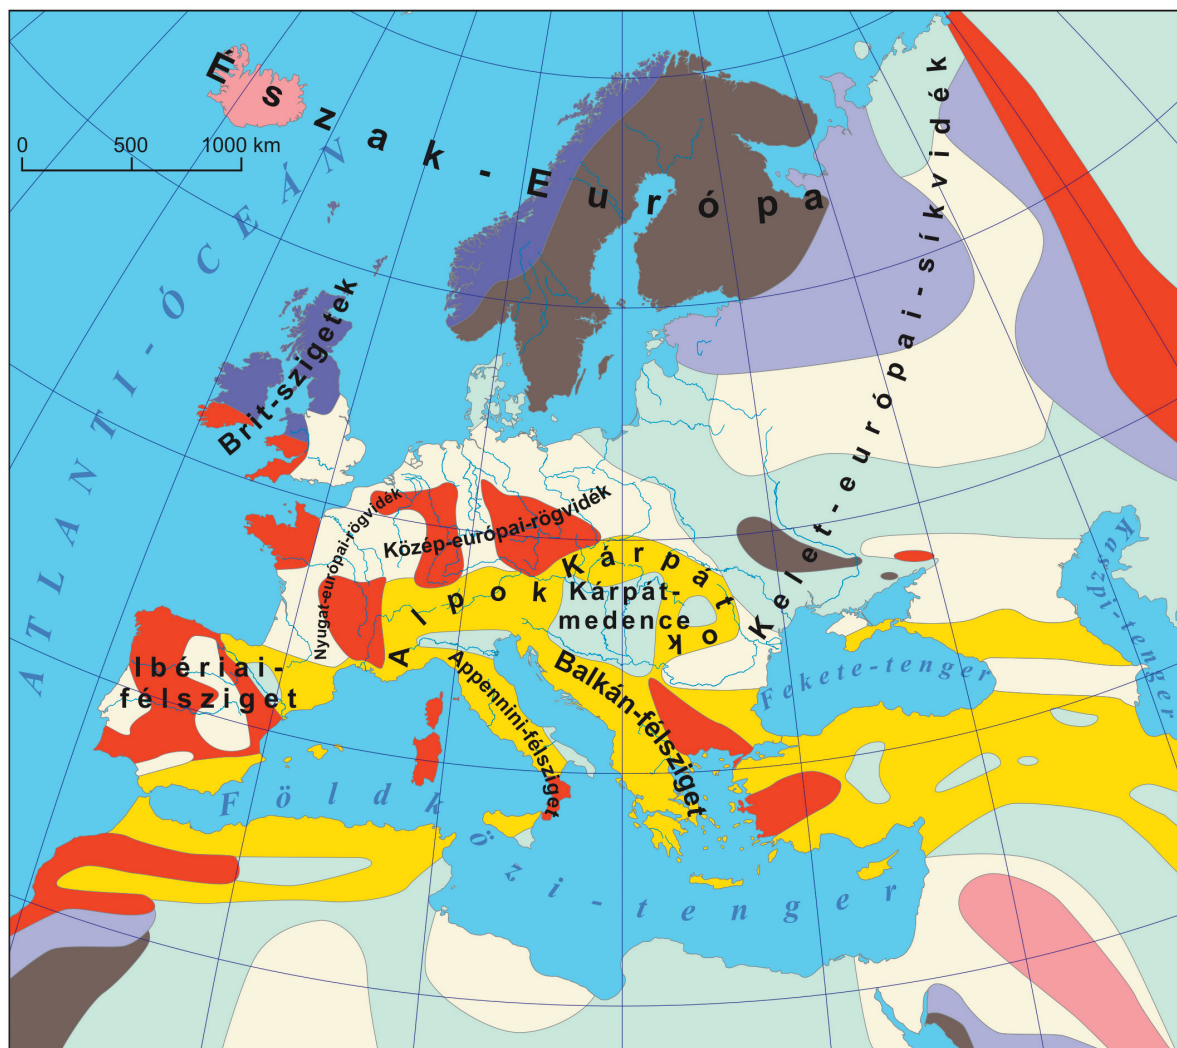 Észak-Európa
0 500 1000 km
ATLANTI-ÓCEÁN
Brit-szigetek
Kelet-európai-síkvidék
Nyugat-európai-rögvidék
Közép-európai-rögvidék
Kárpátok
Kárpát-
medence
Alpok
Ibériai-
félsziget
Appennini-félsziget
Balkán-félsziget
Fekete-tenger
Kaszpi-tenger
Földközi-tenger